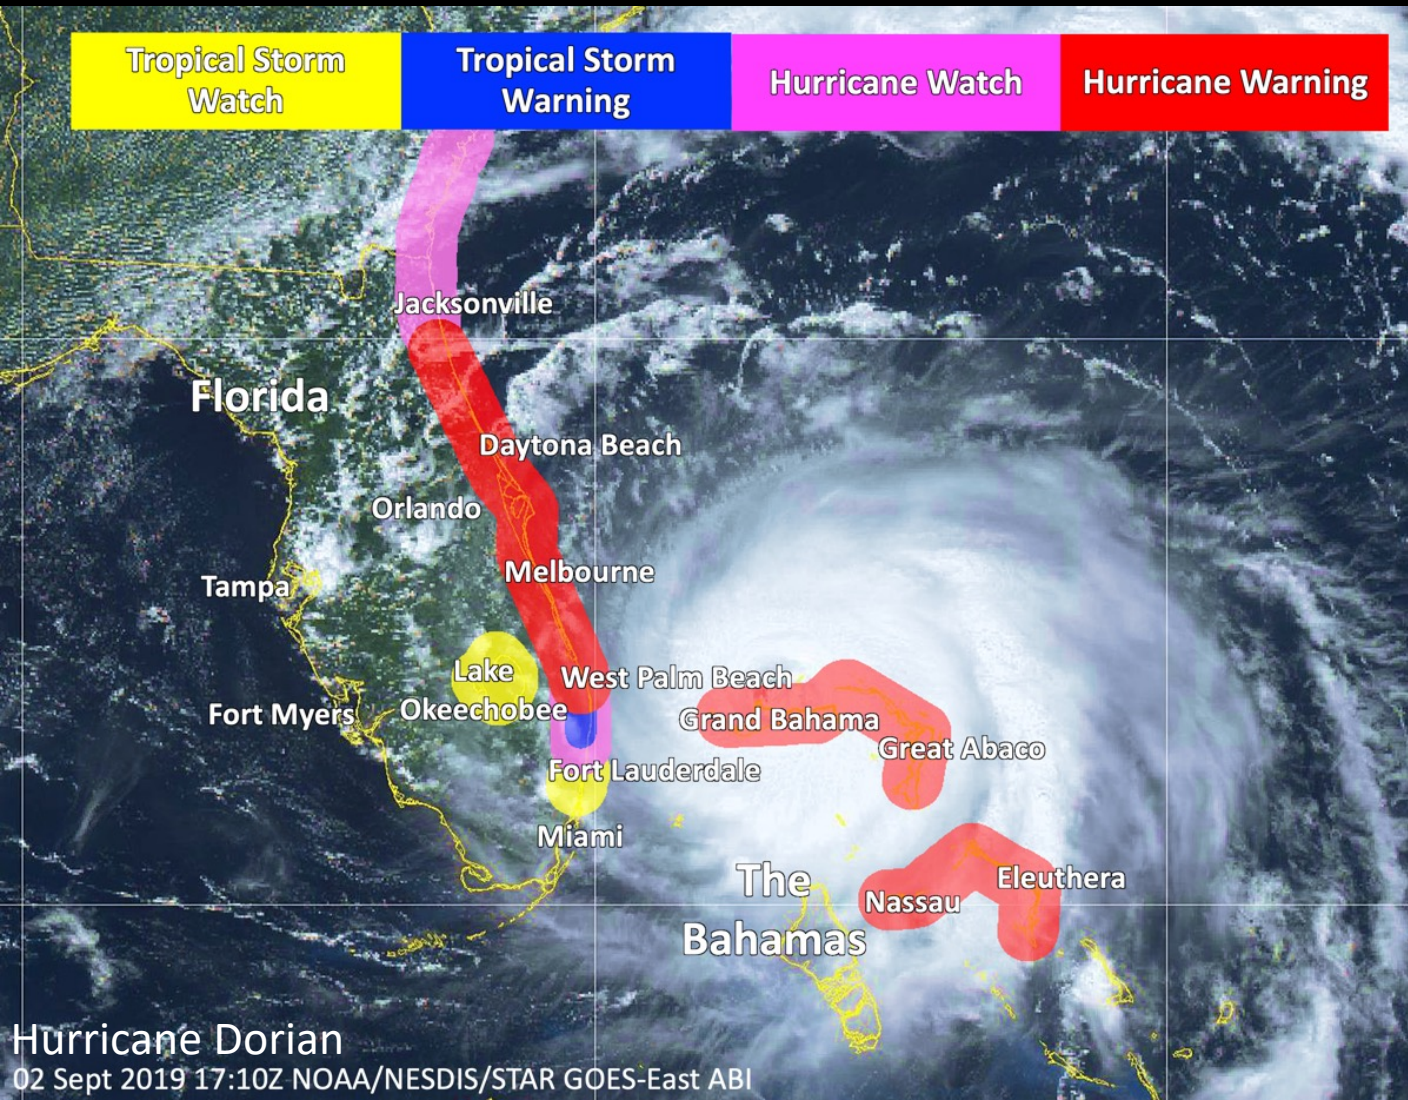 Tropical Storm
Watch
Tropical Storm
Warning
Hurricane Watch
Hurricane Warning
Jacksonville
Florida
Daytona Beach
Orlando
Melbourne
Tampa
Lake
Okeechobee
West Palm Beach
Fort Myers
Grand Bahama
Great Abaco
Fort Lauderdale
Miami
The
Bahamas
Eleuthera
Nassau
Hurricane Dorian
02 Sept 2019 17:10Z NOAA/NESDIS/STAR GOES-East ABI